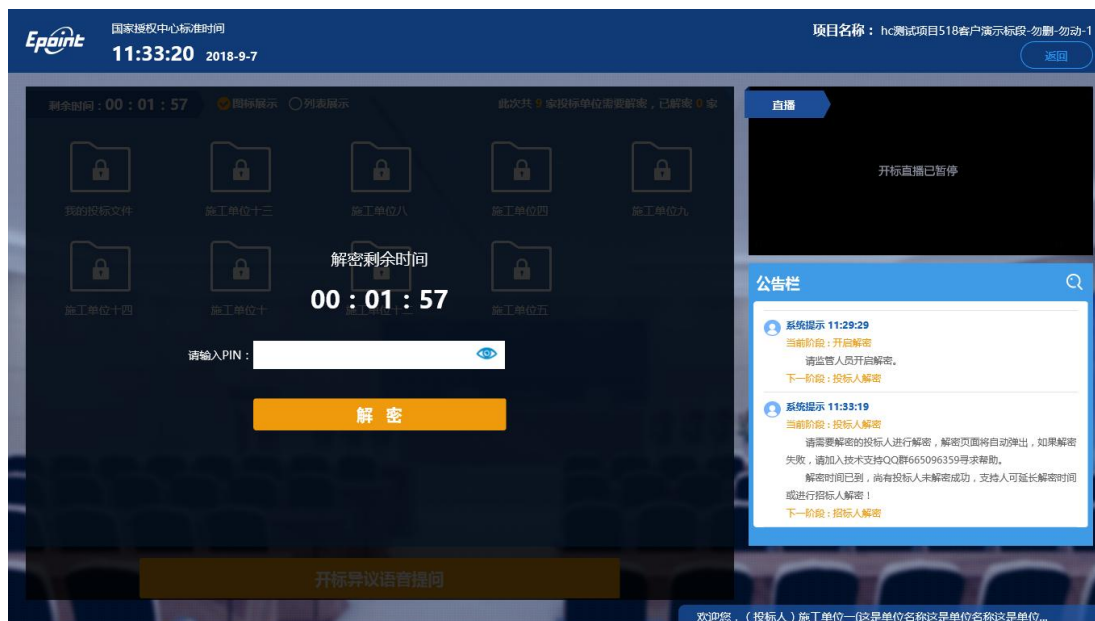 Epoint
国家授权中心标准时间
11:33:20 2018-9-7
项目名称： hc测试项目518客户演示标段-勿删-勿动-1
返回
剩余时间：00：01：57 图标展示 列表展示 此次共 9 家投标单位需要解密，已解密 0 家
我的投标文件 施工单位十三 施工单位八 施工单位四 施工单位九
施工单位十四 施工单位十 施工单位十二 施工单位五
解密剩余时间
00：01：57
请输入PIN：
解 密
开标异议语音提问
直播
开标直播已暂停
公告栏
系统提示 11:29:29
当前阶段：开启解密
请监管人员开启解密。
下一阶段：投标人解密
系统提示 11:33:19
当前阶段：投标人解密
请需要解密的投标人进行解密，解密页面将自动弹出，如果解密
失败，请加入技术支持QQ群665096359寻求帮助。
解密时间已到，尚有投标人未解密成功，支持人可延长解密时间
或进行招标人解密！
下一阶段：招标人解密
欢迎您，（投标人）施工单位一(这是单位名称这是单位名称这是单位...